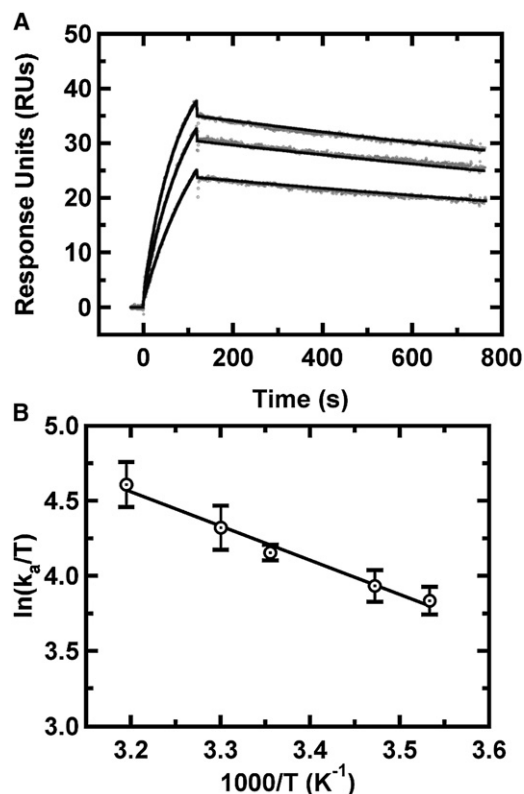 A
50
40
30
20
10
0
Response Units (RUs)
0 200 400 600 800
Time (s)
B
5.0
4.5
4.0
3.5
3.0
ln(kₐ/T)
3.2 3.3 3.4 3.5 3.6
1000/T (K⁻¹)